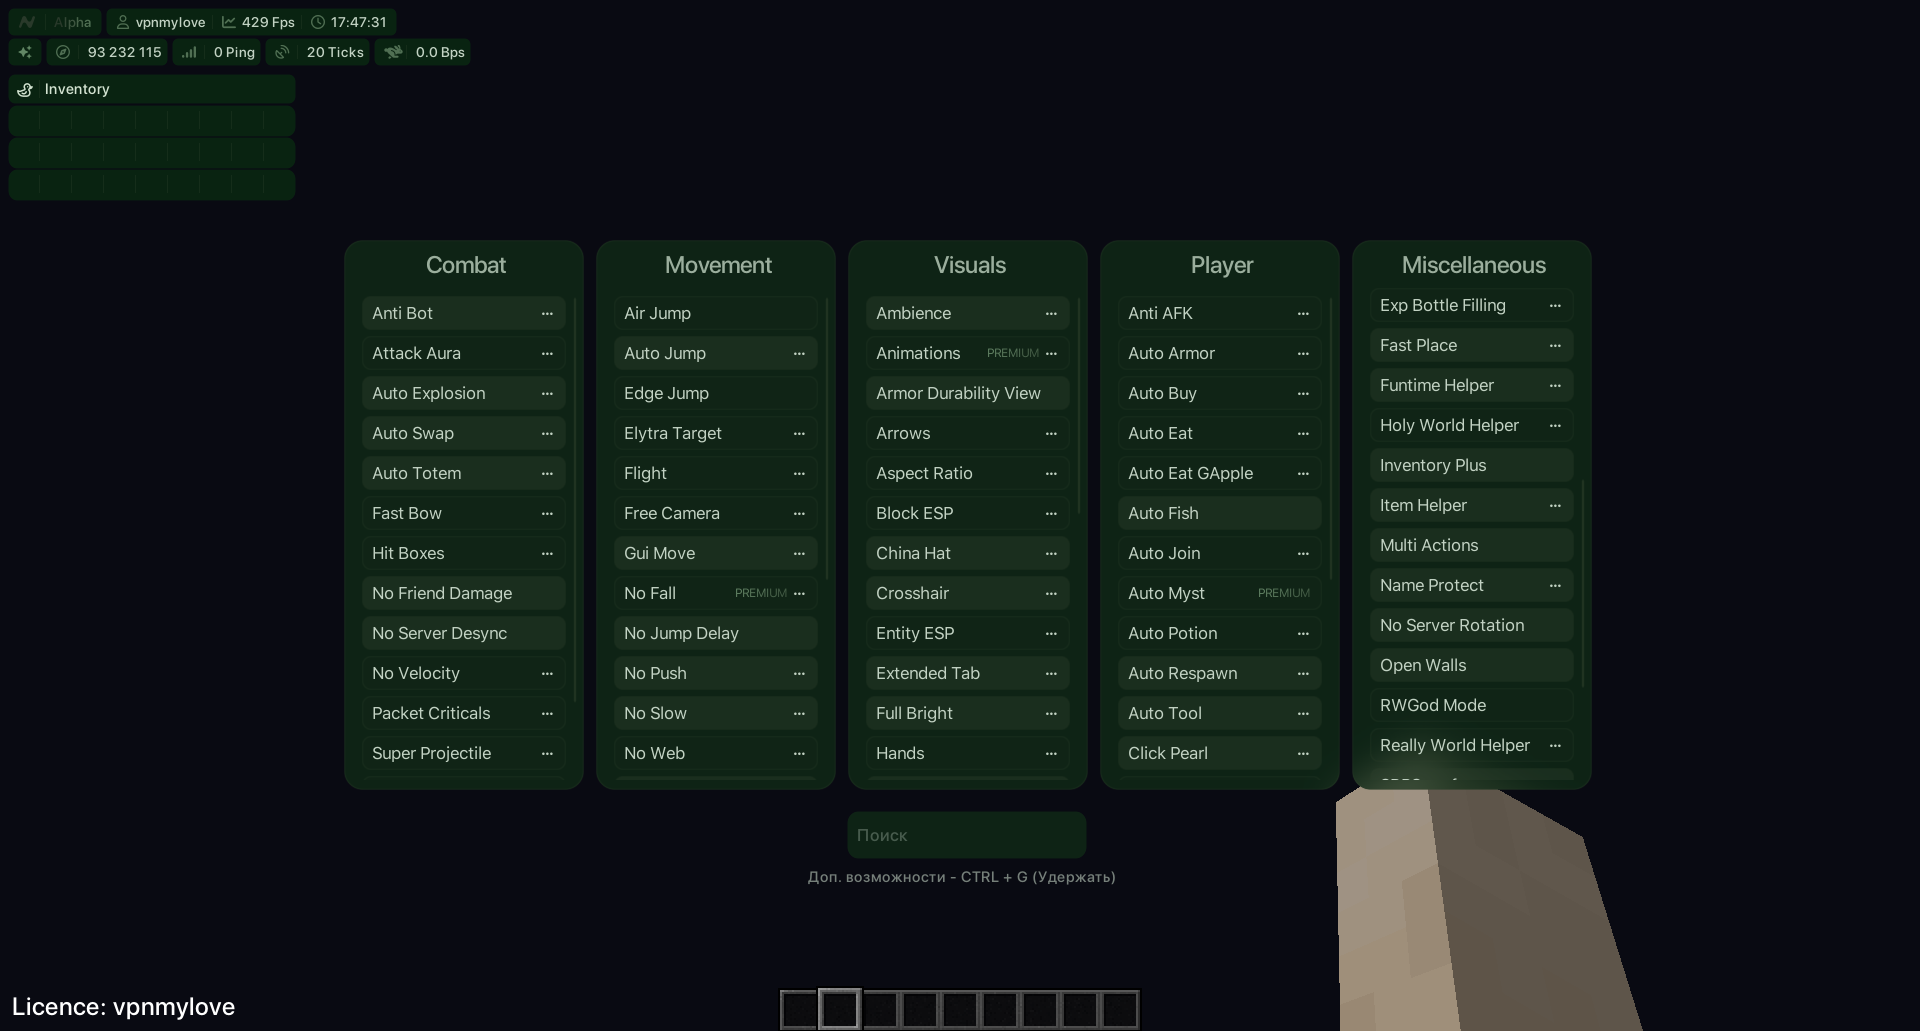 Alpha vpnmylove 429 Fps 17:47:31
93 232 115 0 Ping 20 Ticks 0.0 Bps
Inventory
Combat
Anti Bot
Attack Aura
Auto Explosion
Auto Swap
Auto Totem
Fast Bow
Hit Boxes
No Friend Damage
No Server Desync
No Velocity
Packet Criticals
Super Projectile
Movement
Air Jump
Auto Jump
Edge Jump
Elytra Target
Flight
Free Camera
Gui Move
No Fall PREMIUM
No Jump Delay
No Push
No Slow
No Web
Visuals
Ambience
Animations PREMIUM
Armor Durability View
Arrows
Aspect Ratio
Block ESP
China Hat
Crosshair
Entity ESP
Extended Tab
Full Bright
Hands
Player
Anti AFK
Auto Armor
Auto Buy
Auto Eat
Auto Eat GApple
Auto Fish
Auto Join
Auto Myst PREMIUM
Auto Potion
Auto Respawn
Auto Tool
Click Pearl
Miscellaneous
Exp Bottle Filling
Fast Place
Funtime Helper
Holy World Helper
Inventory Plus
Item Helper
Multi Actions
Name Protect
No Server Rotation
Open Walls
RWGod Mode
Really World Helper
Поиск
Доп. возможности - CTRL + G (Удержать)
Licence: vpnmylove